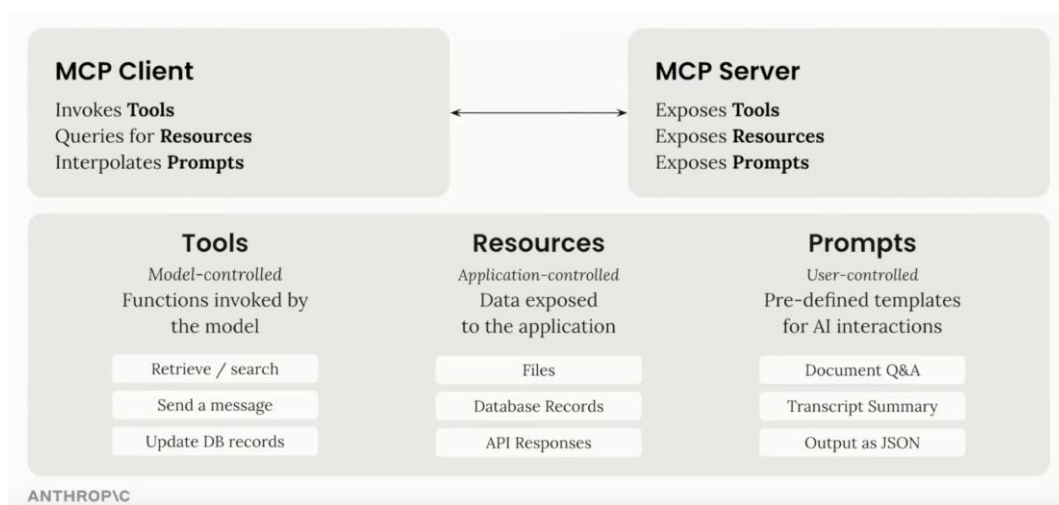 MCP Client
Invokes Tools
Queries for Resources
Interpolates Prompts
MCP Server
Exposes Tools
Exposes Resources
Exposes Prompts
Tools
Model-controlled
Functions invoked by
the model
Retrieve / search
Send a message
Update DB records
Resources
Application-controlled
Data exposed
to the application
Files
Database Records
API Responses
Prompts
User-controlled
Pre-defined templates
for AI interactions
Document Q&A
Transcript Summary
Output as JSON
ANTHROP\C